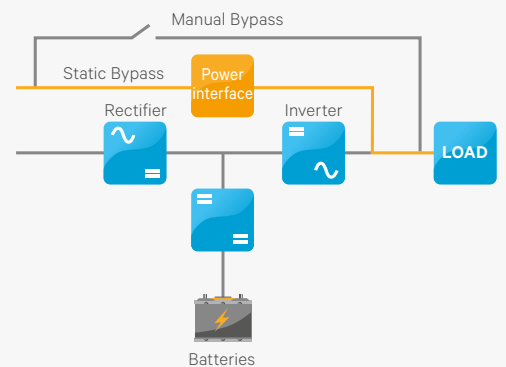 Manual Bypass
Static Bypass
Power
interface
Rectifier
Inverter
LOAD
Batteries